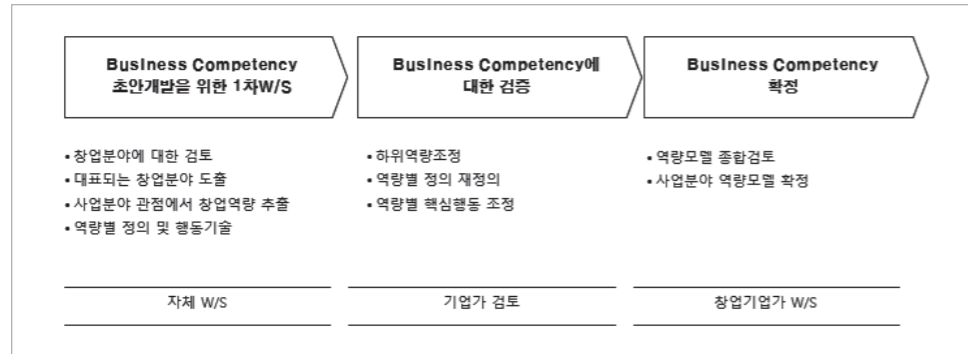 Business Competency
초안개발을 위한 1차W/S
▪ 창업분야에 대한 검토
▪ 대표되는 창업분야 도출
▪ 사업분야 관점에서 창업역량 추출
▪ 역량별 정의 및 행동기술
자체 W/S
Business Competency에
대한 검증
▪ 하위역량조정
▪ 역량별 정의 재정의
▪ 역량별 핵심행동 조정
기업가 검토
Business Competency
확정
▪ 역량모델 종합검토
▪ 사업분야 역량모델 확정
창업기업가 W/S